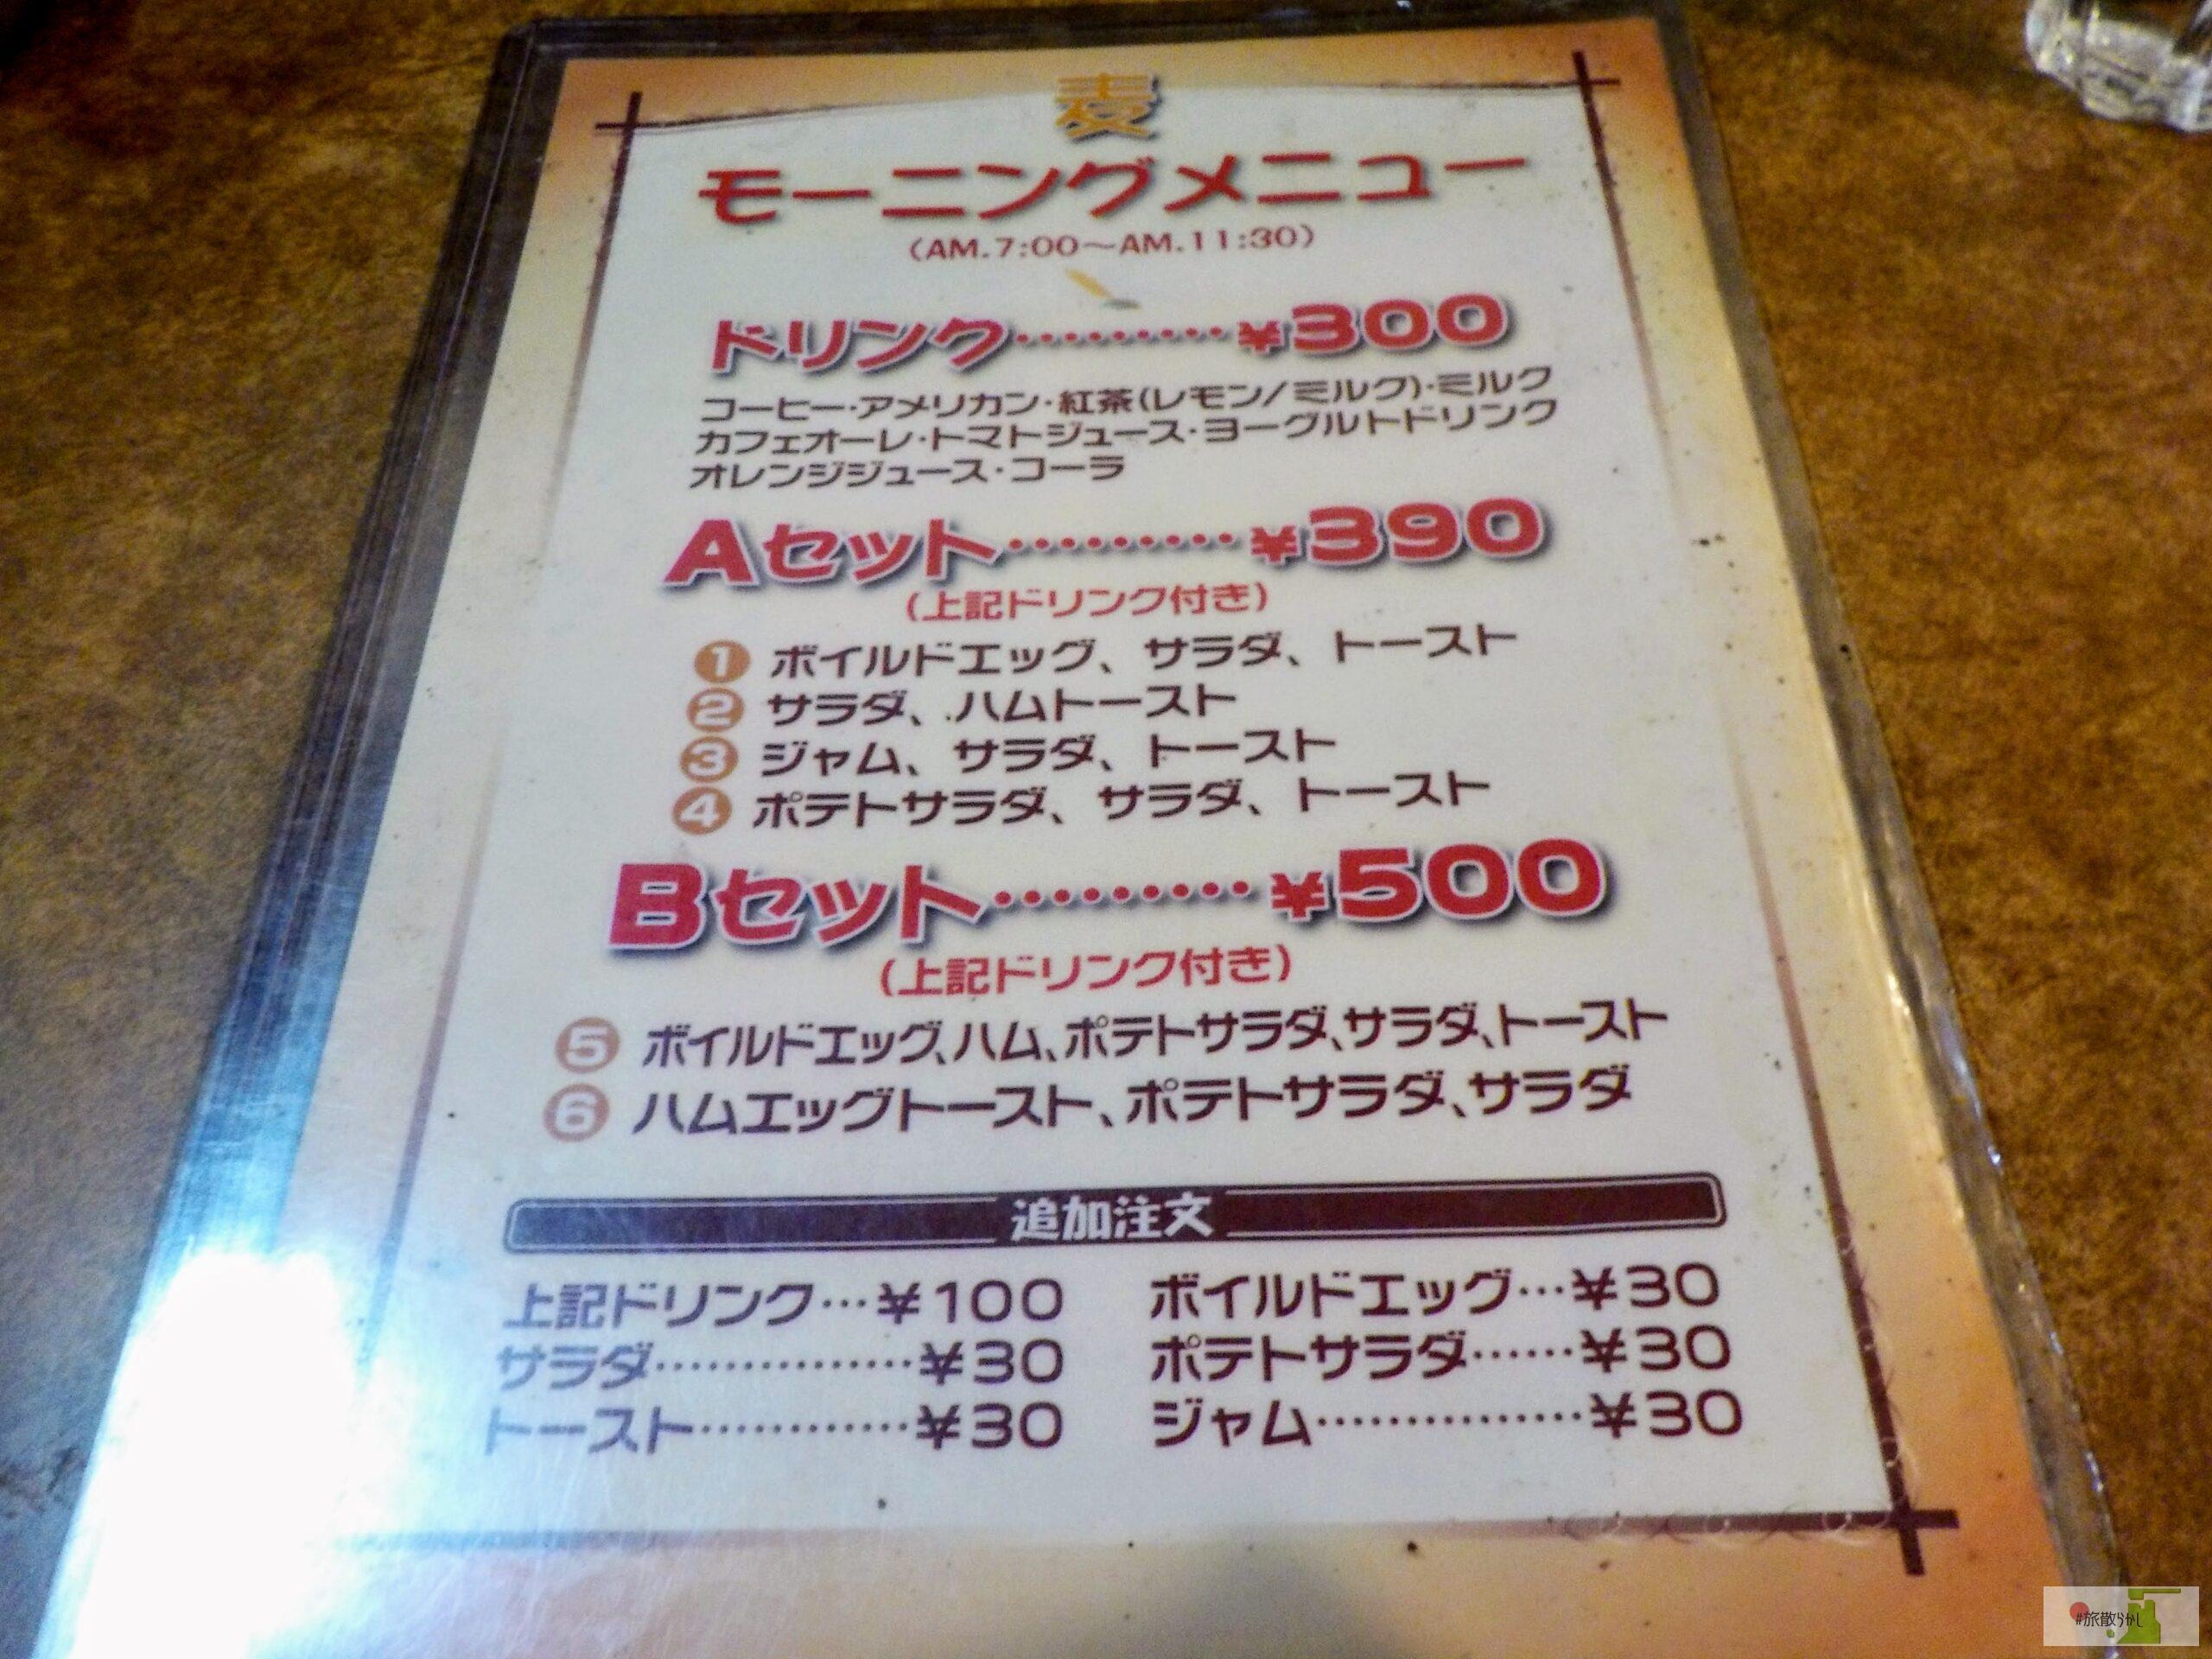 麦
モーニングメニュー
(AM.7:00～AM.11:30)
ドリンク………¥300
コーヒー・アメリカン・紅茶(レモン/ミルク)・ミルク
カフェオーレ・トマトジュース・ヨーグルトドリンク
オレンジジュース・コーラ
Aセット………¥390
(上記ドリンク付き)
① ボイルドエッグ、サラダ、トースト
② サラダ、ハムトースト
③ ジャム、サラダ、トースト
④ ポテトサラダ、サラダ、トースト
Bセット………¥500
(上記ドリンク付き)
⑤ ボイルドエッグ、ハム、ポテトサラダ、サラダ、トースト
⑥ ハムエッグトースト、ポテトサラダ、サラダ
追加注文
上記ドリンク…¥100 ボイルドエッグ…¥30
サラダ……………¥30 ポテトサラダ……¥30
トースト…………¥30 ジャム……………¥30
#旅散らかし